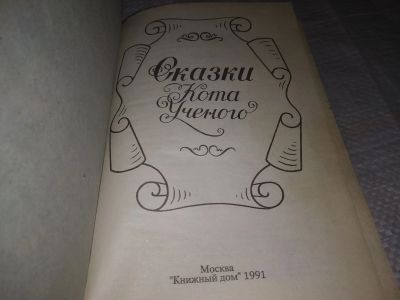 Сказки
Кота
Ученого
Москва
"Книжный дом" 1991